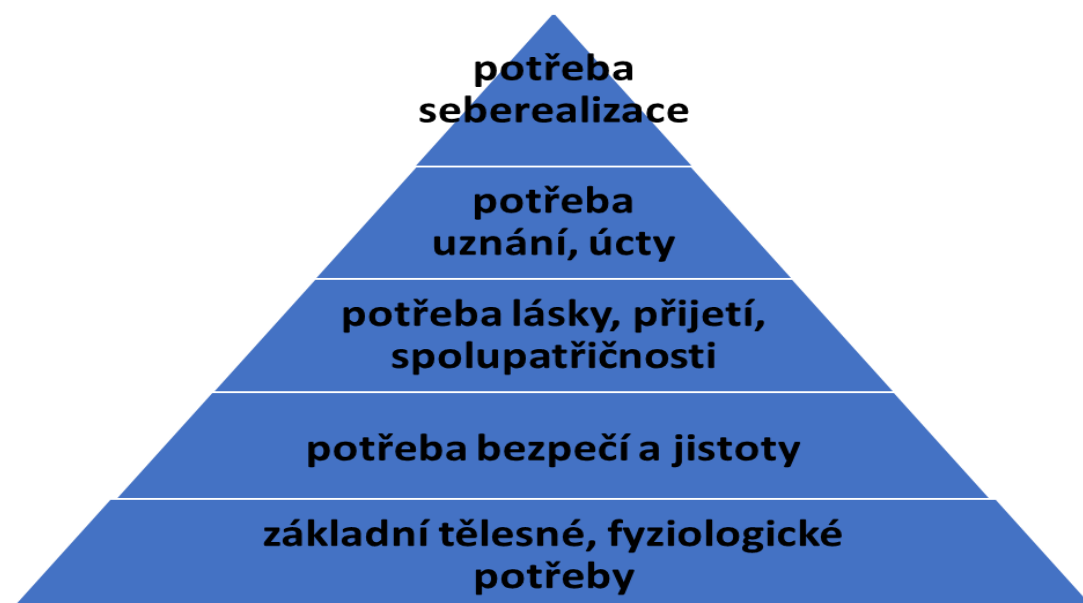 potřeba
seberealizace
potřeba
uznání, úcty
potřeba lásky, přijetí,
spolupatřičnosti
potřeba bezpečí a jistoty
základní tělesné, fyziologické
potřeby